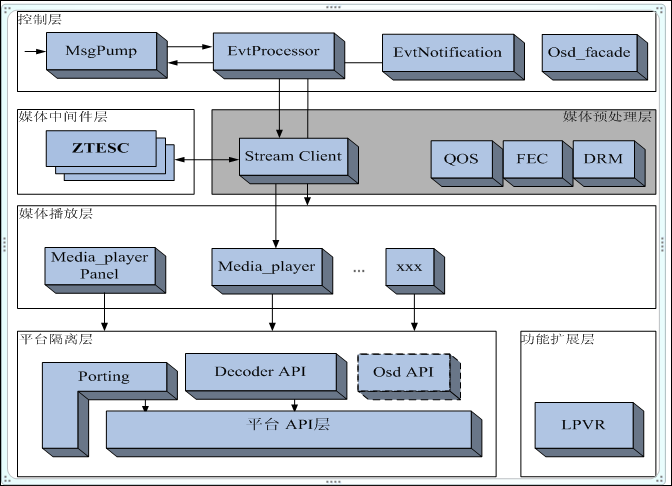 控制层
MsgPump
EvtProcessor
EvtNotification
Osd_facade
媒体中间件层
媒体预处理层
ZTESC
Stream Client
QOS
FEC
DRM
媒体播放层
Media_player
Panel
Media_player
...
xxx
平台隔离层
功能扩展层
Porting
Decoder API
Osd API
平台 API层
LPVR